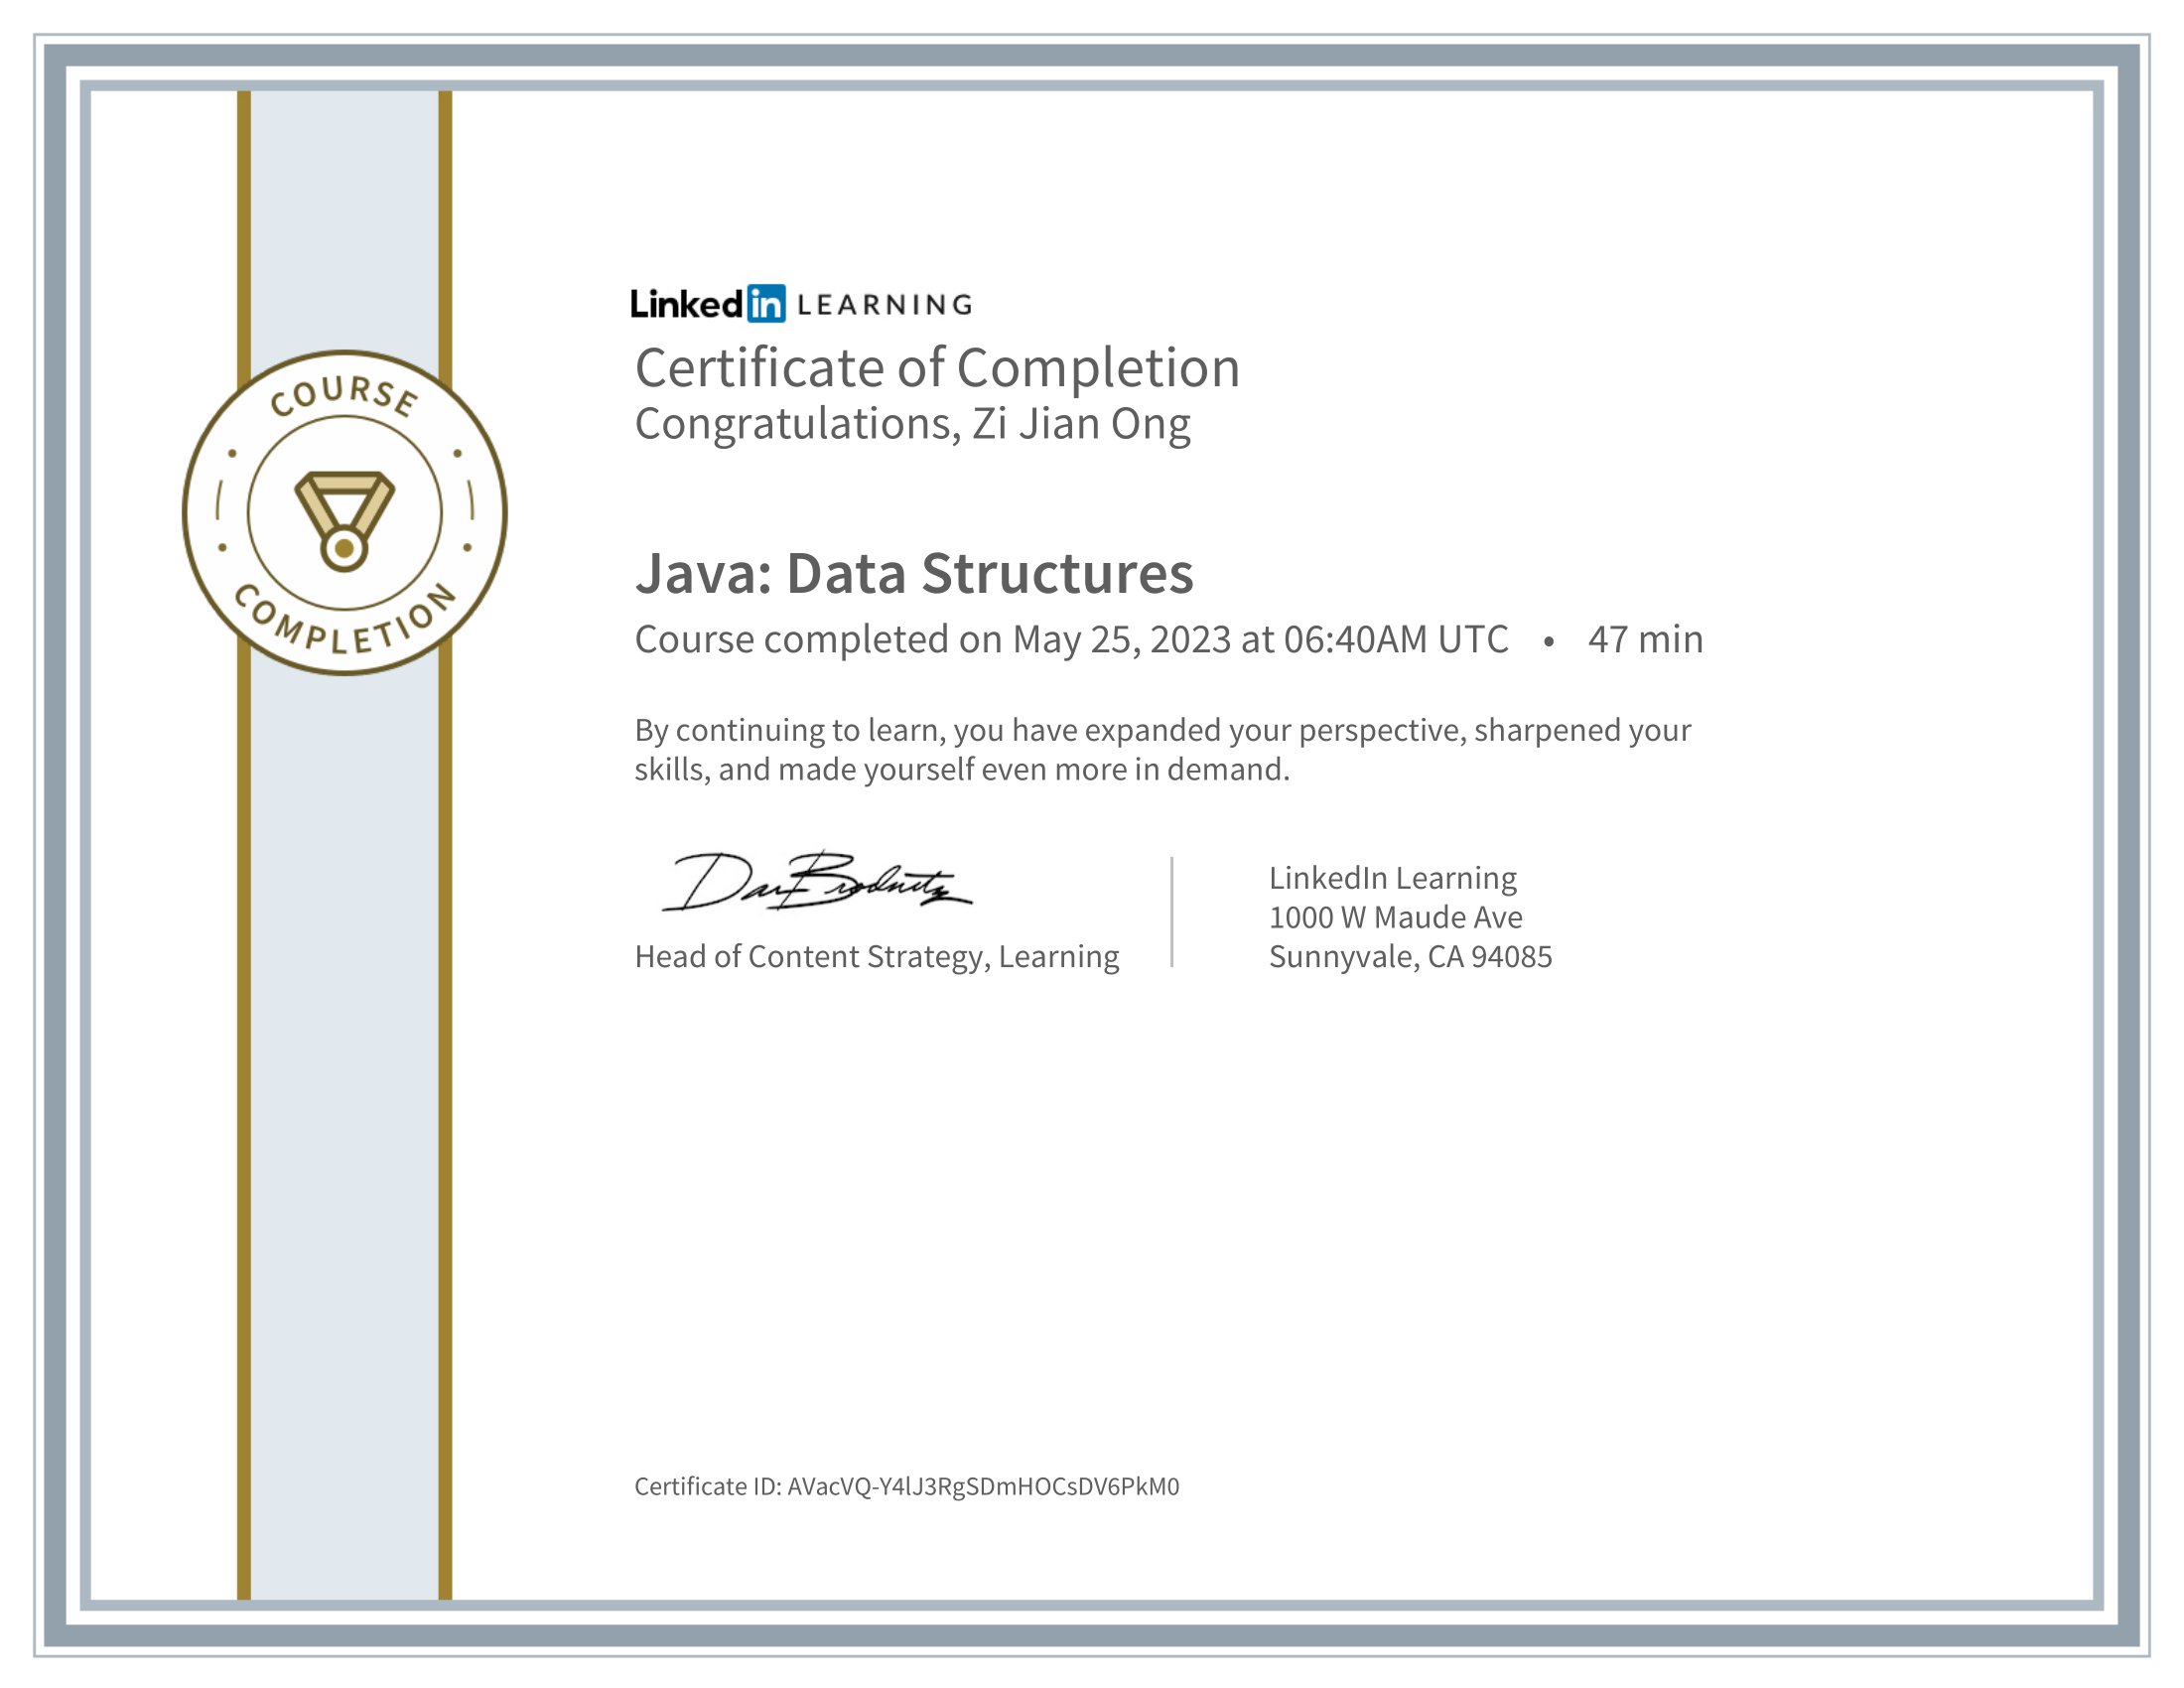 COURSE
COMPLETION
Linked in LEARNING
Certificate of Completion
Congratulations, Zi Jian Ong
Java: Data Structures
Course completed on May 25, 2023 at 06:40AM UTC • 47 min
By continuing to learn, you have expanded your perspective, sharpened your
skills, and made yourself even more in demand.
Dan Brodnitz
Head of Content Strategy, Learning
LinkedIn Learning
1000 W Maude Ave
Sunnyvale, CA 94085
Certificate ID: AVacVQ-Y4lJ3RgSDmHOCsDV6PkM0